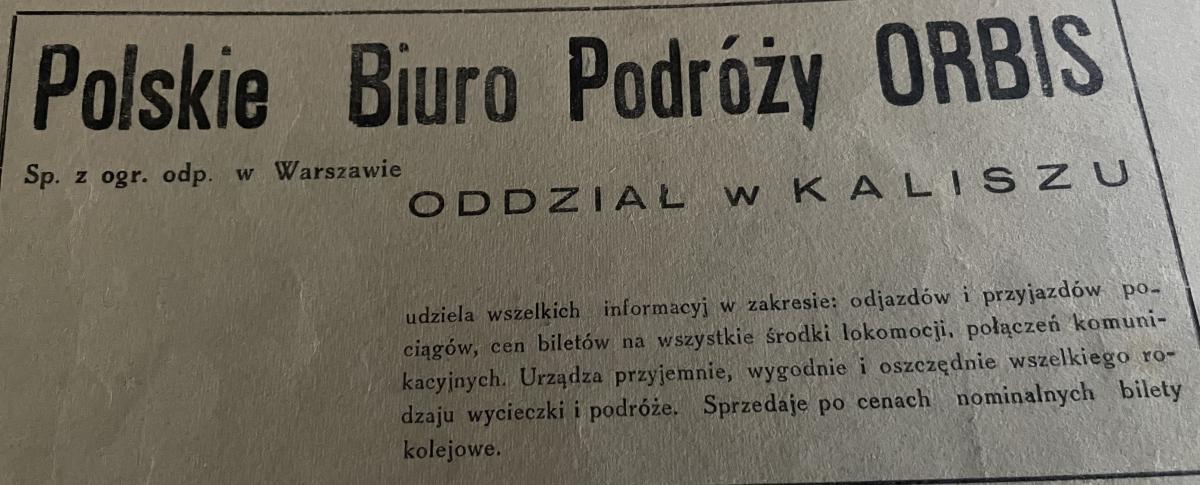 Polskie Biuro Podróży ORBIS
Sp. z ogr. odp. w Warszawie
ODDZIAŁ w KALISZU
udziela wszelkich informacyj w zakresie: odjazdów i przyjazdów po-
ciągów, cen biletów na wszystkie środki lokomocji, połączeń komuni-
kacyjnych. Urządza przyjemnie, wygodnie i oszczędnie wszelkiego ro-
dzaju wycieczki i podróże. Sprzedaje po cenach nominalnych bilety
kolejowe.